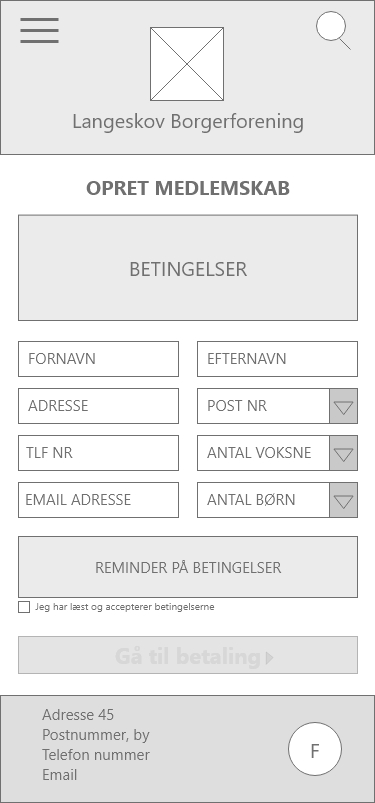 Langeskov Borgerforening
OPRET MEDLEMSKAB
BETINGELSER
FORNAVN
EFTERNAVN
ADRESSE
POST NR
TLF NR
ANTAL VOKSNE
EMAIL ADRESSE
ANTAL BØRN
REMINDER PÅ BETINGELSER
Jeg har læst og accepterer betingelserne
Gå til betaling
Adresse 45
Postnummer, by
Telefon nummer
Email
F